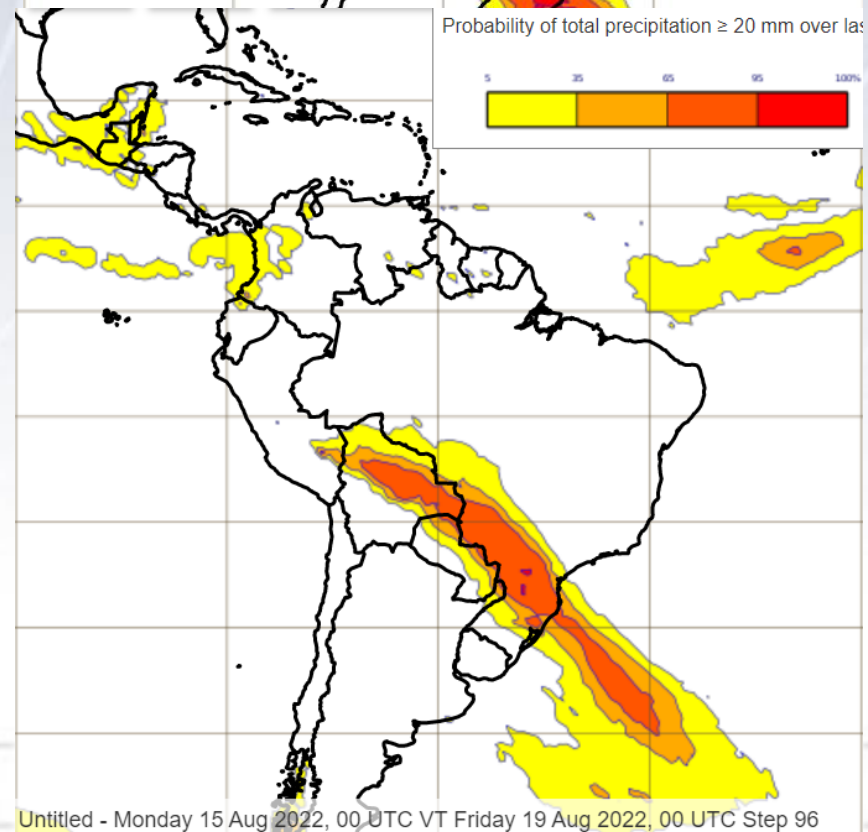 Probability of total precipitation ≥ 20 mm over las
5 35 65 95 100%
Untitled - Monday 15 Aug 2022, 00 UTC VT Friday 19 Aug 2022, 00 UTC Step 96